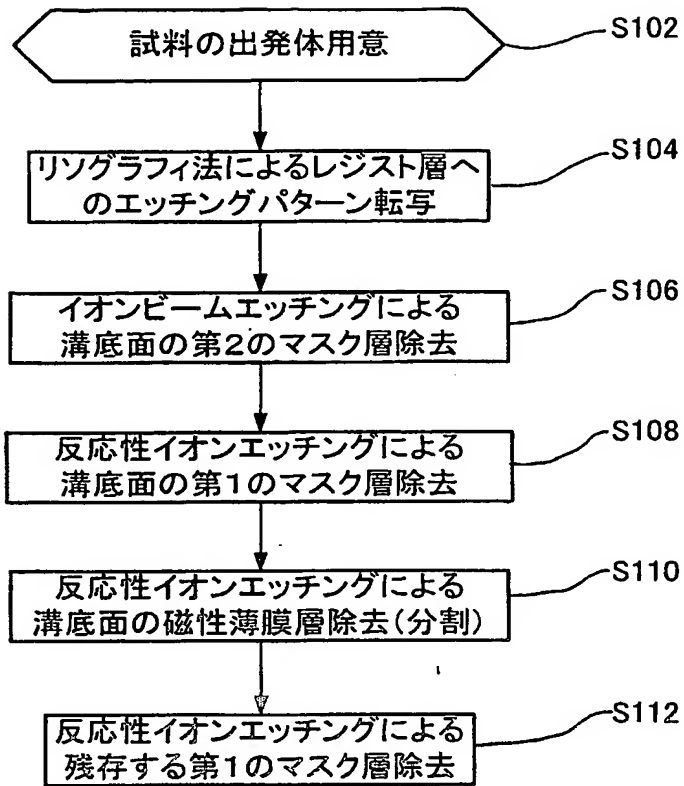 試料の出発体用意
S102
リソグラフィ法によるレジスト層へ
のエッチングパターン転写
S104
イオンビームエッチングによる
溝底面の第2のマスク層除去
S106
反応性イオンエッチングによる
溝底面の第1のマスク層除去
S108
反応性イオンエッチングによる
溝底面の磁性薄膜層除去(分割)
S110
反応性イオンエッチングによる
残存する第1のマスク層除去
S112